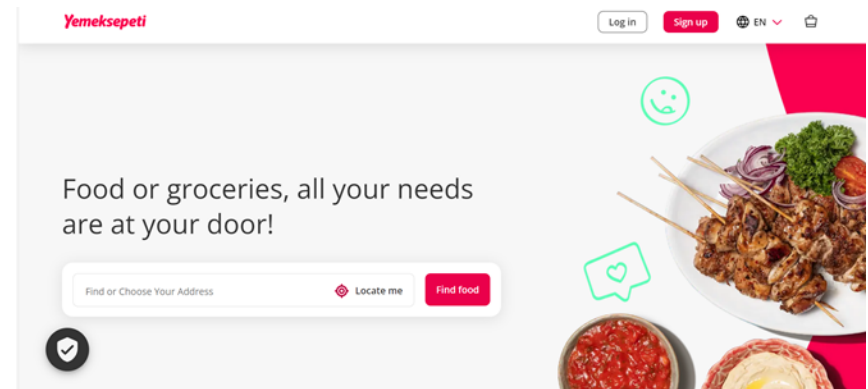 Yemeksepeti
Log in
Sign up
EN
Food or groceries, all your needs
are at your door!
Find or Choose Your Address
Locate me
Find food